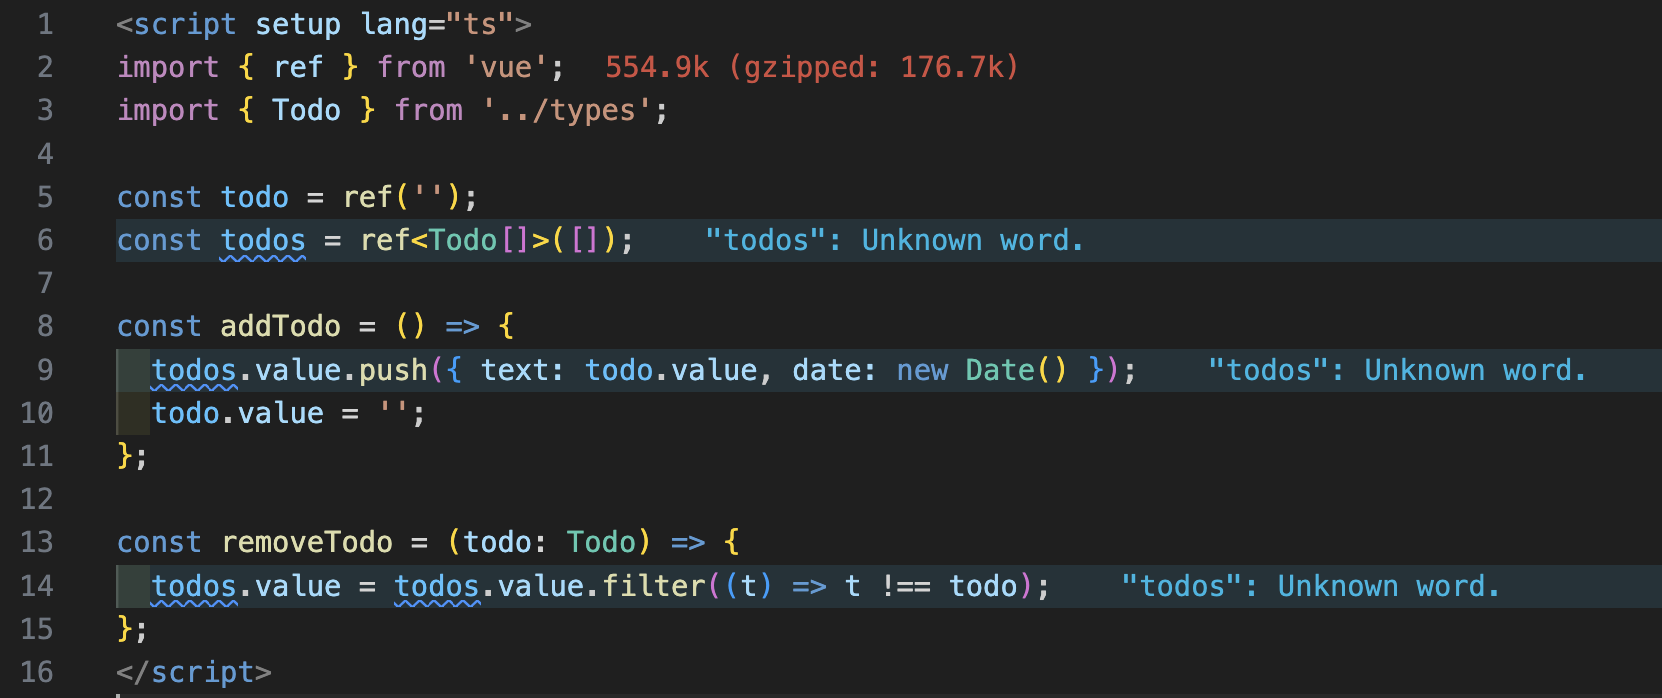 1 <script setup lang="ts">
2 import { ref } from 'vue'; 554.9k (gzipped: 176.7k)
3 import { Todo } from '../types';
4
5 const todo = ref('');
6 const todos = ref<Todo[]>([]); "todos": Unknown word.
7
8 const addTodo = () => {
9   todos.value.push({ text: todo.value, date: new Date() }); "todos": Unknown word.
10   todo.value = '';
11 };
12
13 const removeTodo = (todo: Todo) => {
14   todos.value = todos.value.filter((t) => t !== todo); "todos": Unknown word.
15 };
16 </script>